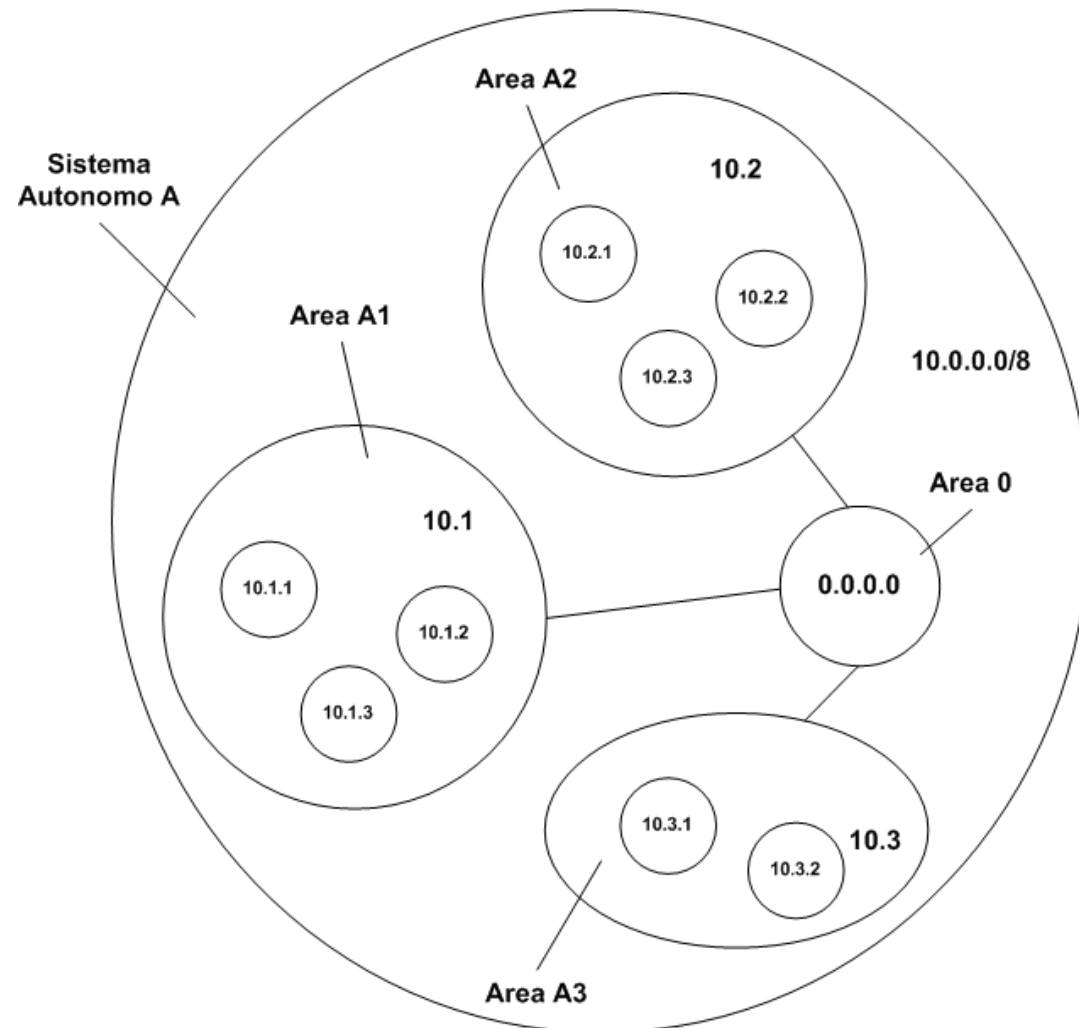 Area A2
Sistema
Autonomo A
10.2
10.2.1
10.2.2
10.2.3
Area A1
10.0.0.0/8
Area 0
10.1
0.0.0.0
10.1.1
10.1.2
10.1.3
10.3.1
10.3
10.3.2
Area A3